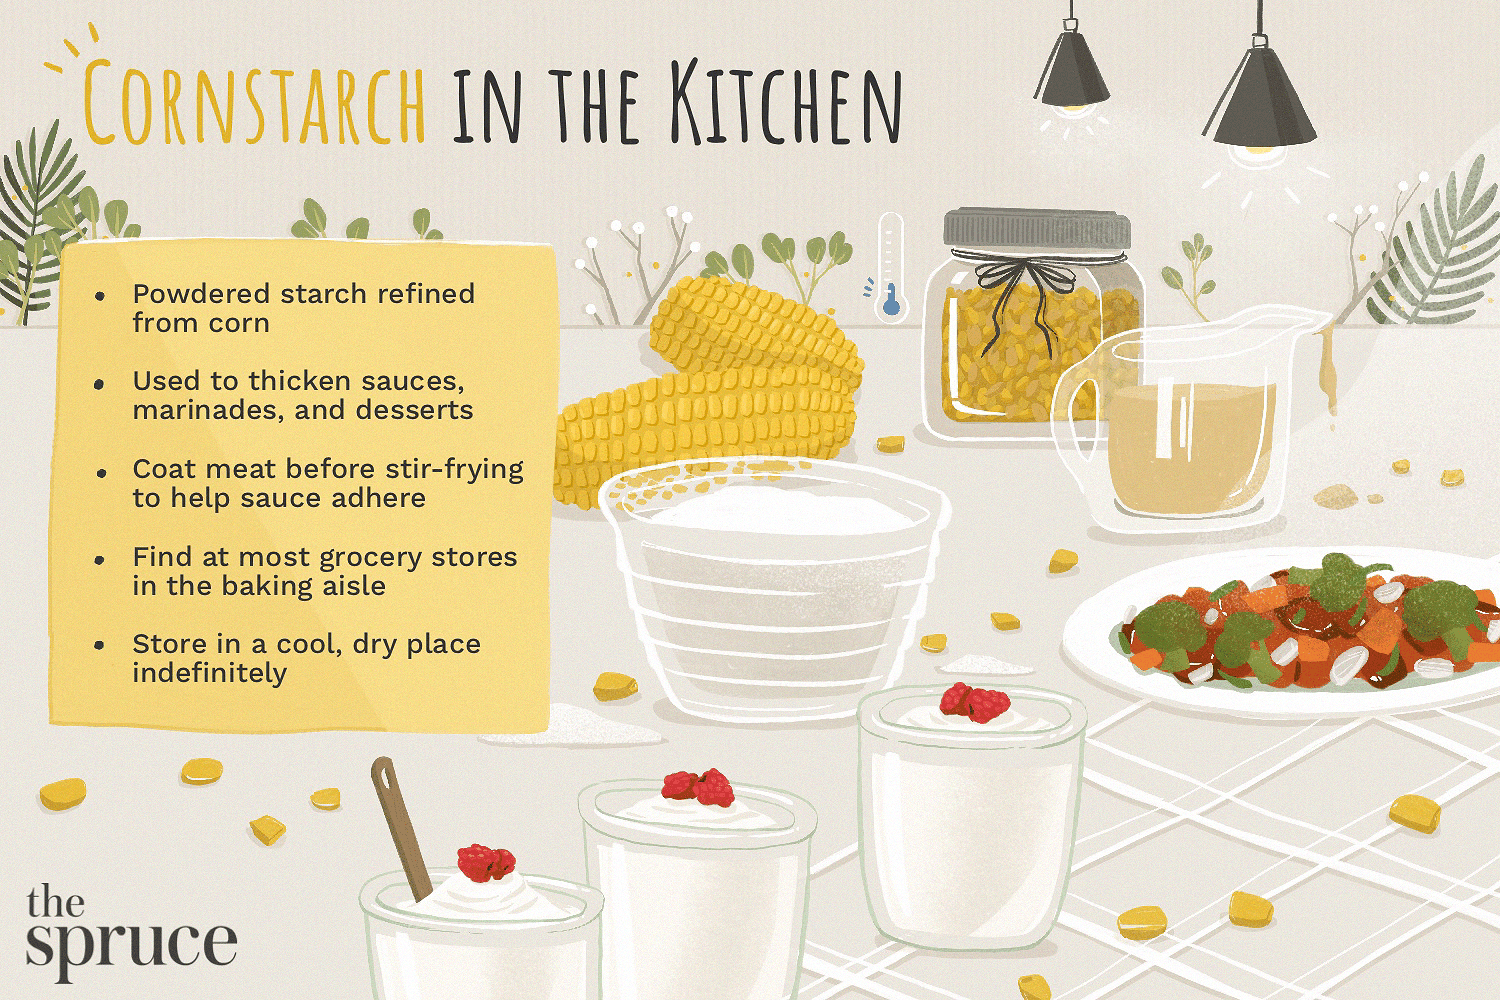 Cornstarch in the Kitchen
• Powdered starch refined
from corn
• Used to thicken sauces,
marinades, and desserts
• Coat meat before stir-frying
to help sauce adhere
• Find at most grocery stores
in the baking aisle
• Store in a cool, dry place
indefinitely
the
spruce